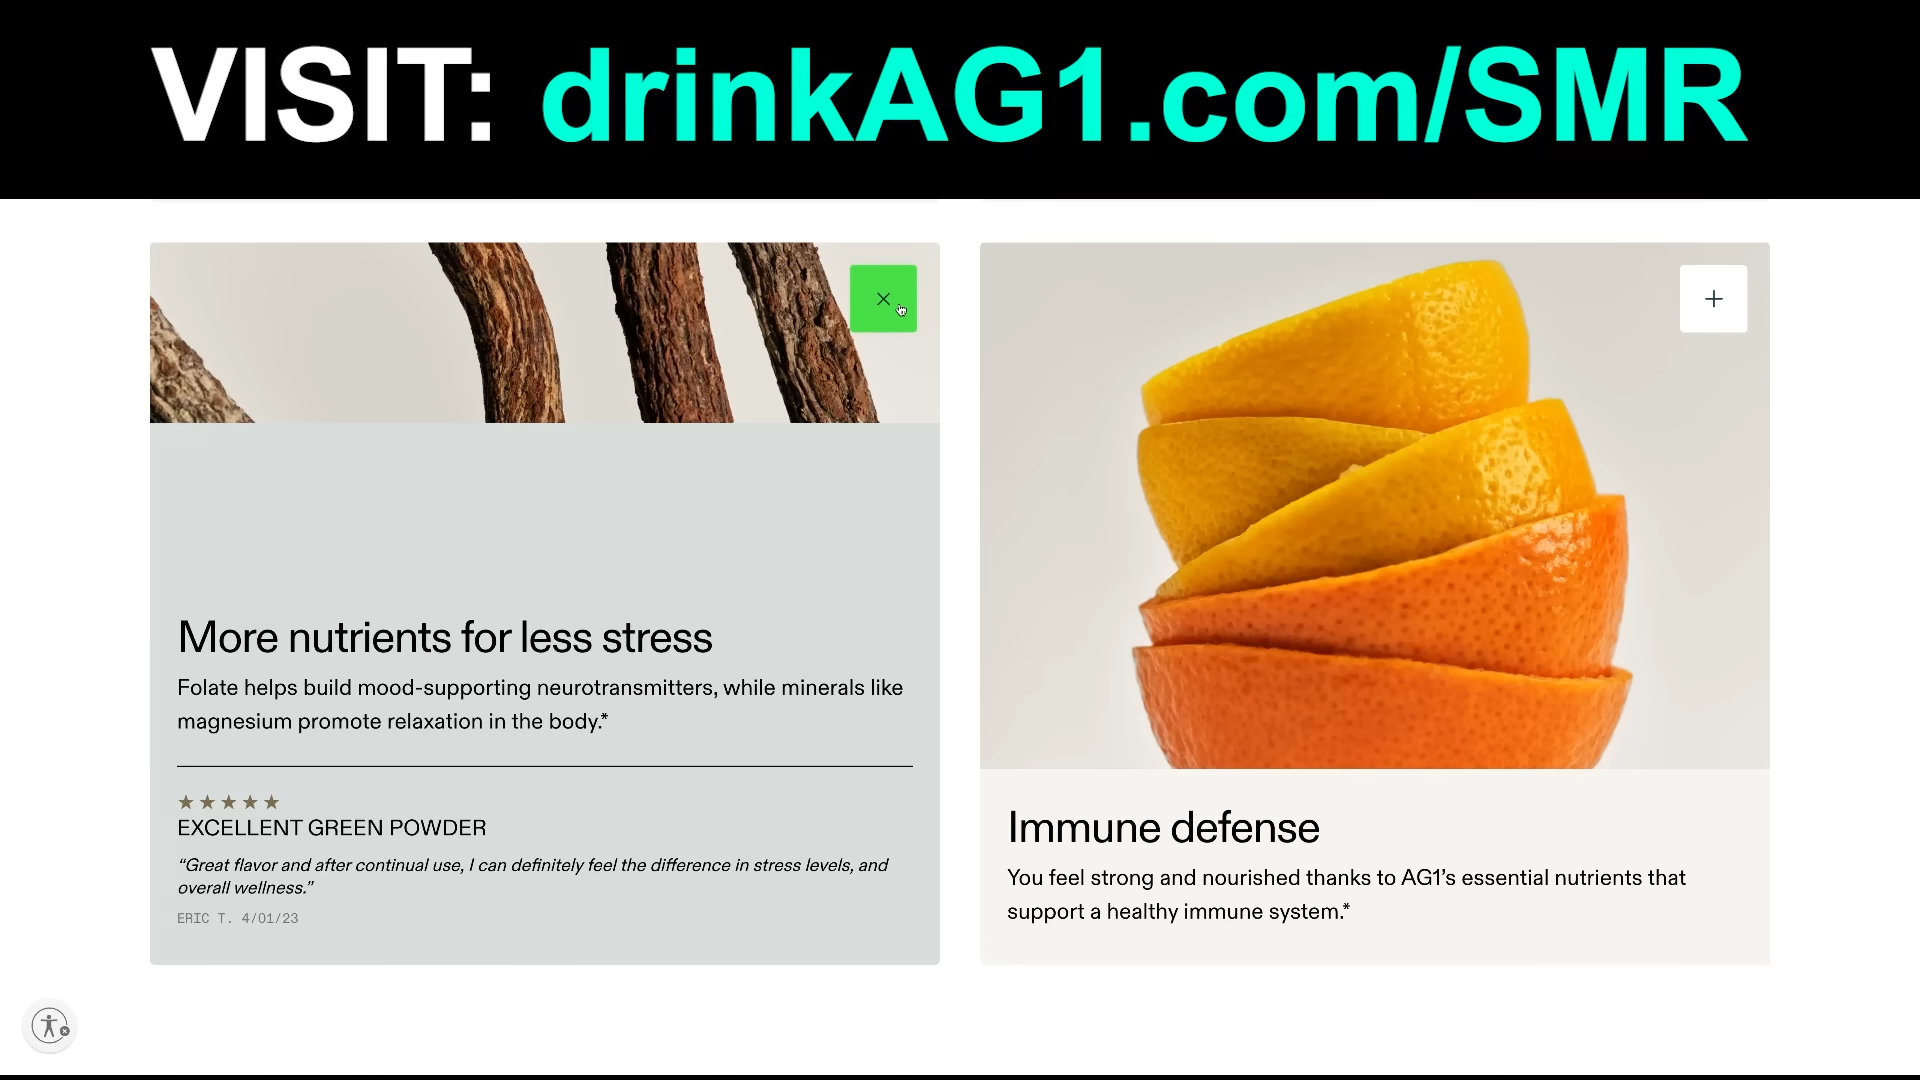 VISIT: drinkAG1.com/SMR
More nutrients for less stress
Folate helps build mood-supporting neurotransmitters, while minerals like
magnesium promote relaxation in the body.*
★★★★★
EXCELLENT GREEN POWDER
“Great flavor and after continual use, I can definitely feel the difference in stress levels, and
overall wellness.”
ERIC T. 4/01/23
Immune defense
You feel strong and nourished thanks to AG1’s essential nutrients that
support a healthy immune system.*